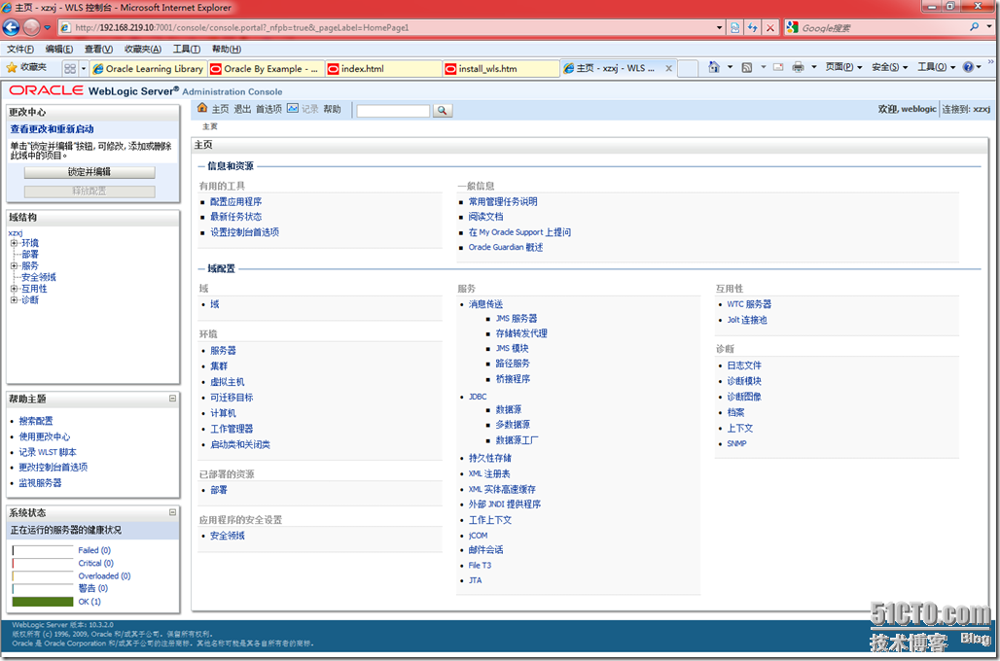 主页 - xzxj - WLS 控制台 - Microsoft Internet Explorer
http://192.168.219.10:7001/console/console.portal?_nfpb=true&_pageLabel=HomePage1
Google搜索
文件(F) 编辑(E) 查看(V) 收藏夹(A) 工具(T) 帮助(H)
收藏夹 Oracle Learning Library Oracle By Example - ... index.html install_wls.htm 主页 - xzxj - WLS ... 页面(P) 安全(S) 工具(O)
ORACLE WebLogic Server® Administration Console
更改中心
查看更改和重新启动
单击"锁定并编辑"按钮, 可修改, 添加或删除
此域中的项目。
锁定并编辑
释放配置
域结构
xzxj
环境
部署
服务
安全领域
互用性
诊断
帮助主题
搜索配置
使用更改中心
记录 WLST 脚本
更改控制台首选项
监视服务器
系统状态
正在运行的服务器的健康状况
Failed (0)
Critical (0)
Overloaded (0)
警告 (0)
OK (1)
主页 退出 首选项 记录 帮助
欢迎, weblogic 连接到: xzxj
主页
主页
信息和资源
有用的工具
配置应用程序
最新任务状态
设置控制台首选项
一般信息
常用管理任务说明
阅读文档
在 My Oracle Support 上提问
Oracle Guardian 概述
域配置
域
域
环境
服务器
集群
虚拟主机
可迁移目标
计算机
工作管理器
启动类和关闭类
已部署的资源
部署
应用程序的安全设置
安全领域
服务
消息传送
JMS 服务器
存储转发代理
JMS 模块
路径服务
桥接程序
JDBC
数据源
多数据源
数据源工厂
持久性存储
XML 注册表
XML 实体高速缓存
外部 JNDI 提供程序
工作上下文
jCOM
邮件会话
File T3
JTA
互用性
WTC 服务器
Jolt 连接池
诊断
日志文件
诊断模块
诊断图像
档案
上下文
SNMP
WebLogic Server 版本: 10.3.2.0
版权所有 (c) 1996, 2009, Oracle 和/或其子公司。保留所有权利。
Oracle 是 Oracle Corporation 和/或其子公司的注册商标。其他名称可能是其各自所有者的商标。
51CTO.com
技术博客 Blog